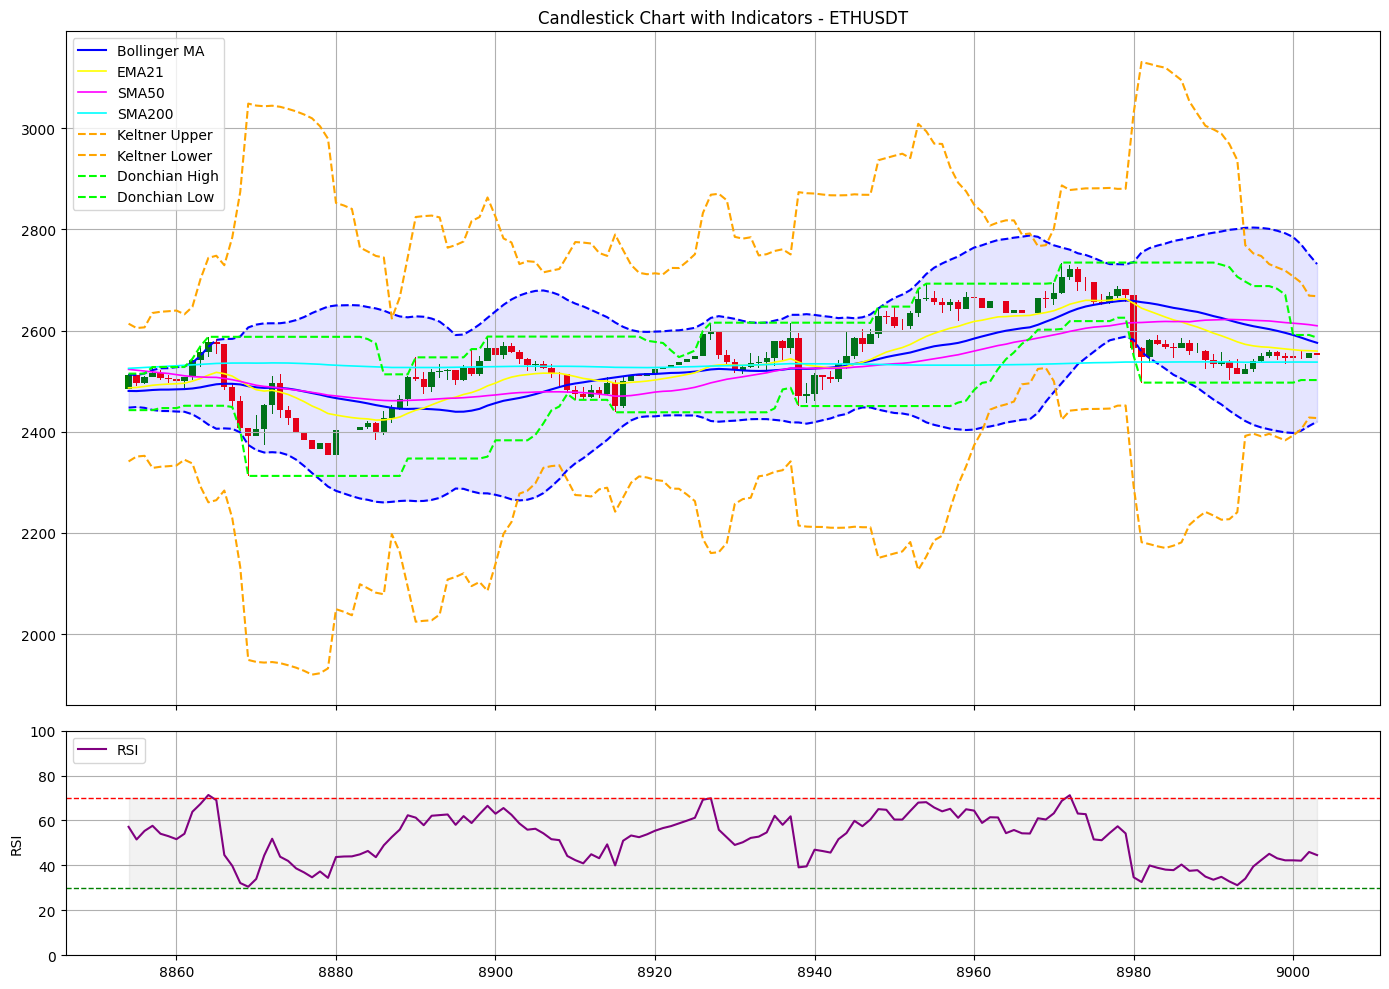 Candlestick Chart with Indicators - ETHUSDT
Bollinger MA
EMA21
SMA50
SMA200
Keltner Upper
Keltner Lower
Donchian High
Donchian Low
3000
2800
2600
2400
2200
2000
100
80
60
40
20
0
RSI
RSI
8860
8880
8900
8920
8940
8960
8980
9000